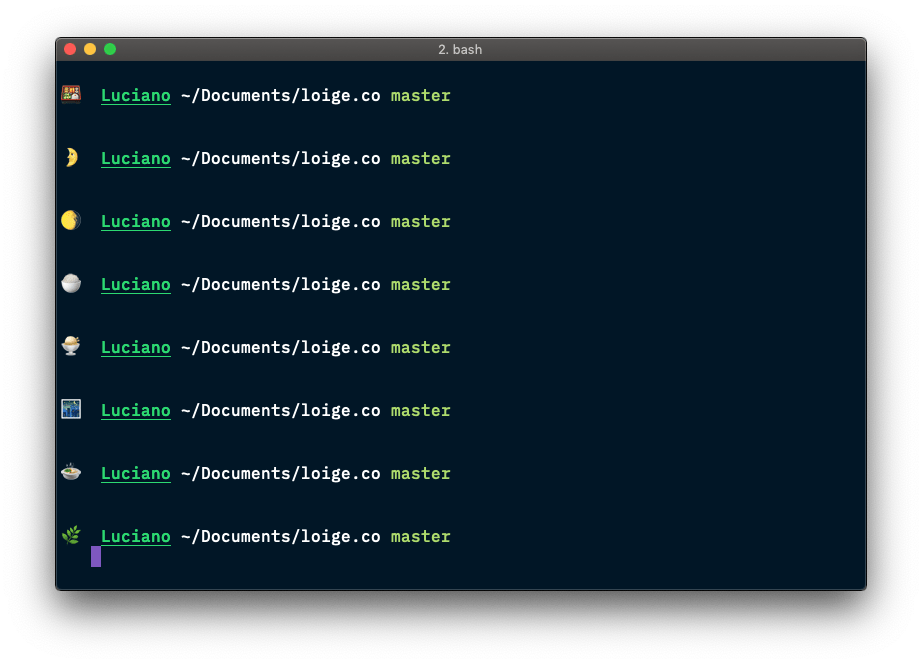 2. bash
🍱 Luciano ~/Documents/loige.co master
🌛 Luciano ~/Documents/loige.co master
🌖 Luciano ~/Documents/loige.co master
🍚 Luciano ~/Documents/loige.co master
🍨 Luciano ~/Documents/loige.co master
🌃 Luciano ~/Documents/loige.co master
🍲 Luciano ~/Documents/loige.co master
🌿 Luciano ~/Documents/loige.co master